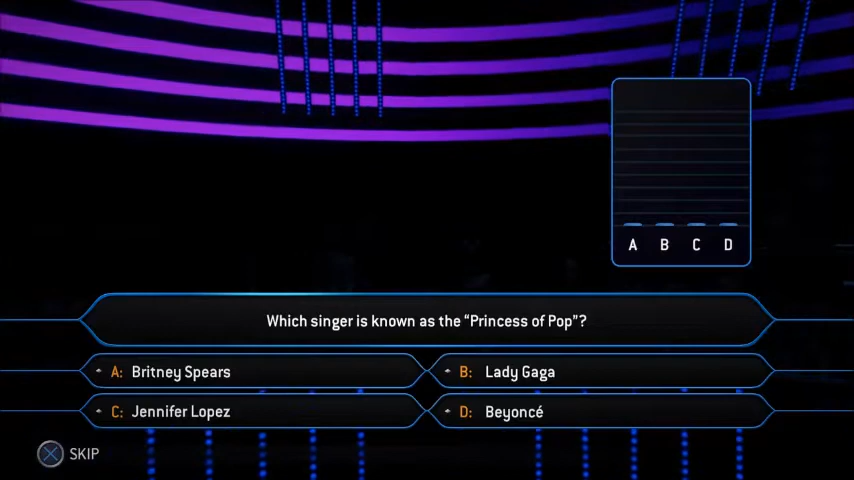 A B C D
Which singer is known as the “Princess of Pop”?
A: Britney Spears
B: Lady Gaga
C: Jennifer Lopez
D: Beyoncé
SKIP